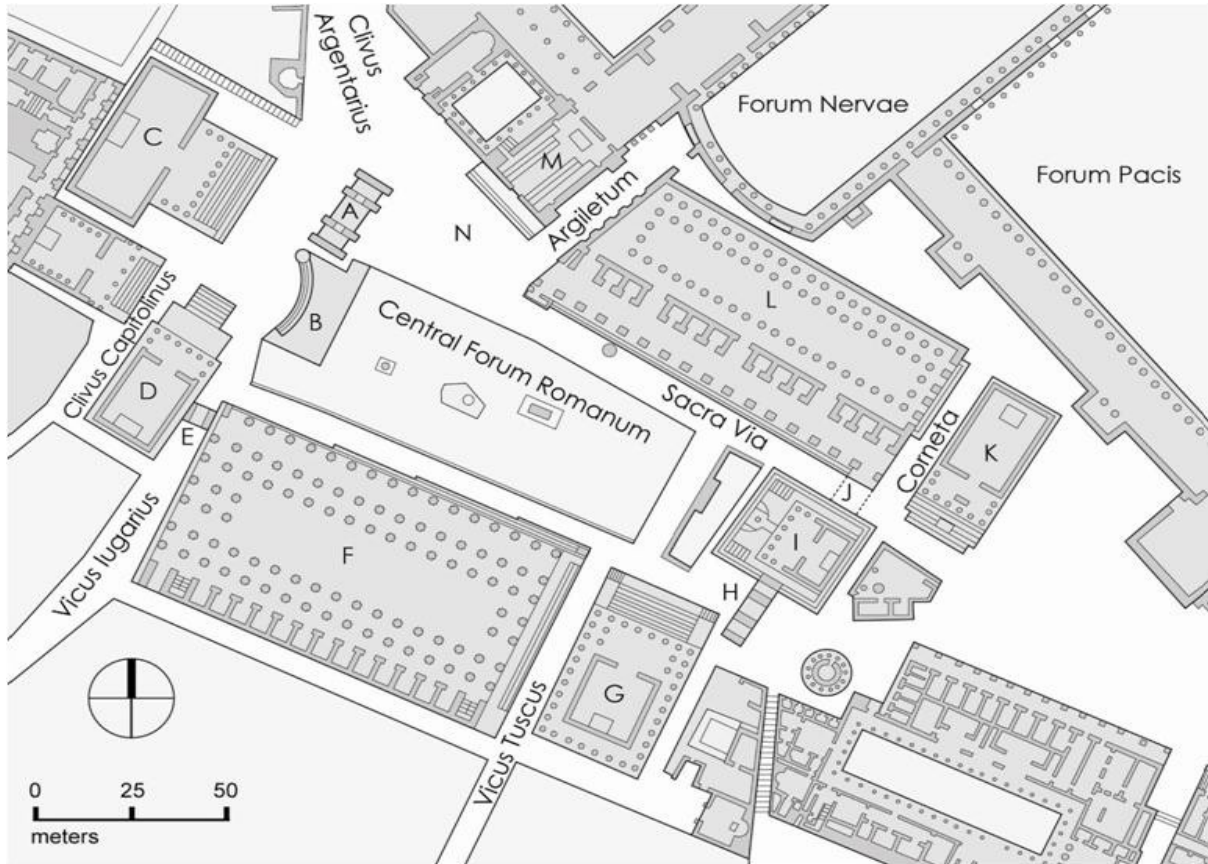 Clivus
Argentarius
Forum Nervae
C
M
Forum Pacis
A
Argiletum
N
Clivus Capitolinus
B
Central Forum Romanum
L
D
E
Sacra Via
Corneta
K
J
F
I
H
Vicus Iugarius
G
Vicus Tuscus
0 25 50
meters